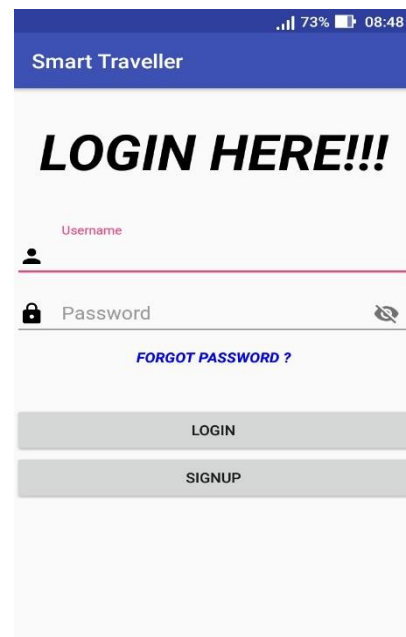 73% 08:48
Smart Traveller
LOGIN HERE!!!
Username
Password
FORGOT PASSWORD ?
LOGIN
SIGNUP